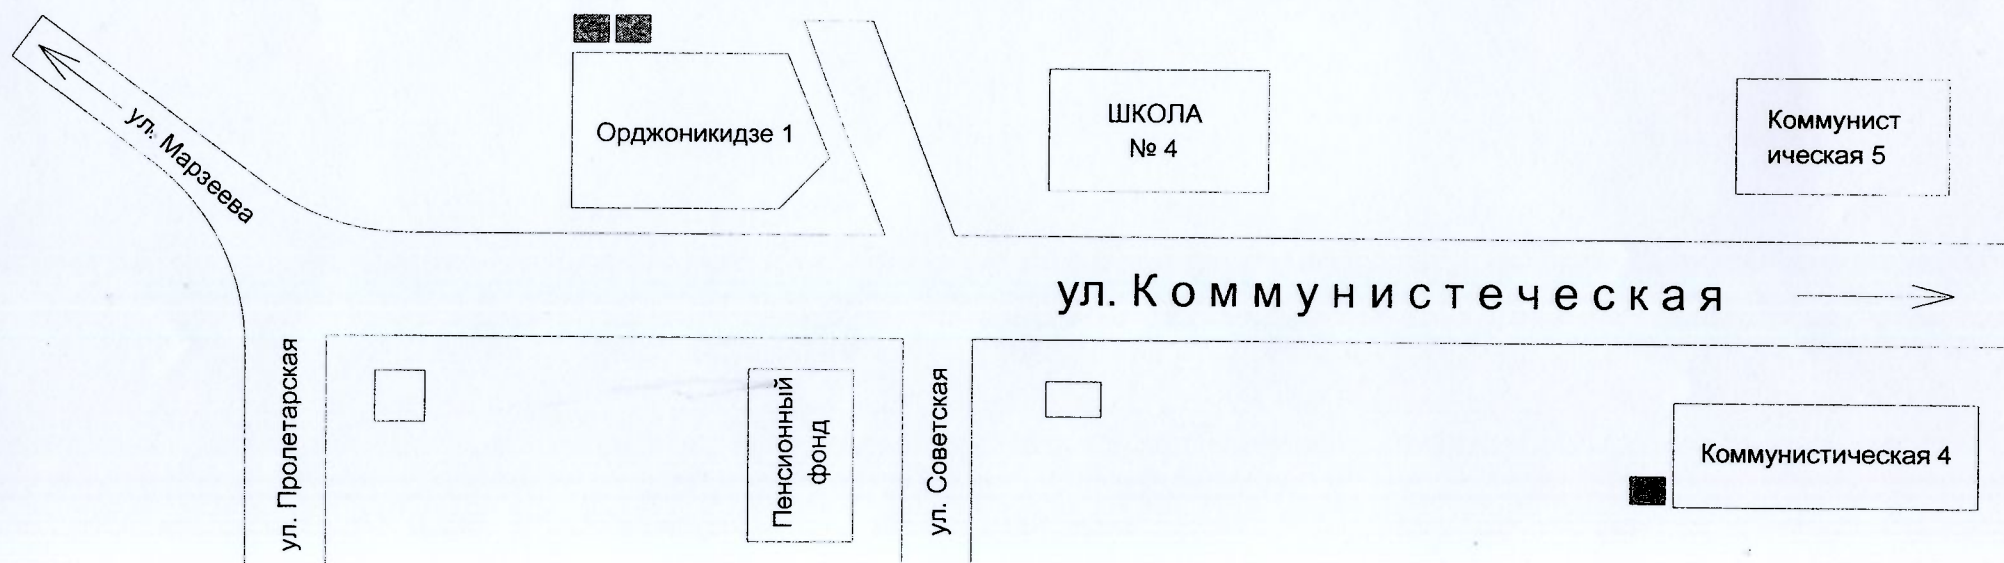 ул. Марзеева
Орджоникидзе 1
ШКОЛА
№ 4
Коммунист
ическая 5
ул. Коммунистеческая
ул. Пролетарская
Пенсионный
фонд
ул. Советская
Коммунистическая 4